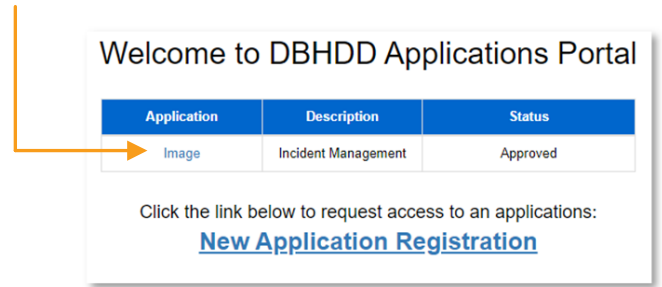 Welcome to DBHDD Applications Portal
Application Description Status
Image Incident Management Approved
Click the link below to request access to an applications:
New Application Registration